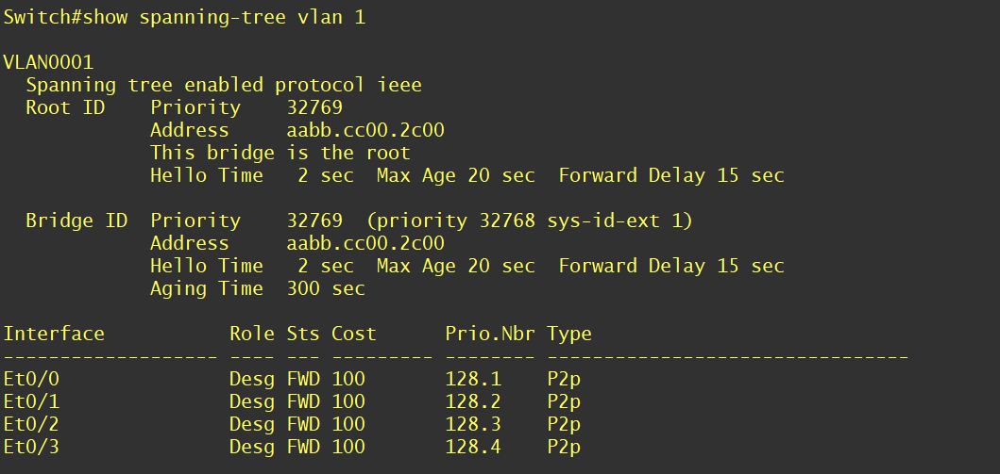 Switch#show spanning-tree vlan 1
VLAN0001
  Spanning tree enabled protocol ieee
  Root ID    Priority    32769
             Address     aabb.cc00.2c00
             This bridge is the root
             Hello Time   2 sec  Max Age 20 sec  Forward Delay 15 sec
  Bridge ID  Priority    32769  (priority 32768 sys-id-ext 1)
             Address     aabb.cc00.2c00
             Hello Time   2 sec  Max Age 20 sec  Forward Delay 15 sec
             Aging Time  300 sec
Interface           Role Sts Cost      Prio.Nbr Type
------------------- ---- --- --------- -------- --------------------------------
Et0/0               Desg FWD 100       128.1    P2p
Et0/1               Desg FWD 100       128.2    P2p
Et0/2               Desg FWD 100       128.3    P2p
Et0/3               Desg FWD 100       128.4    P2p